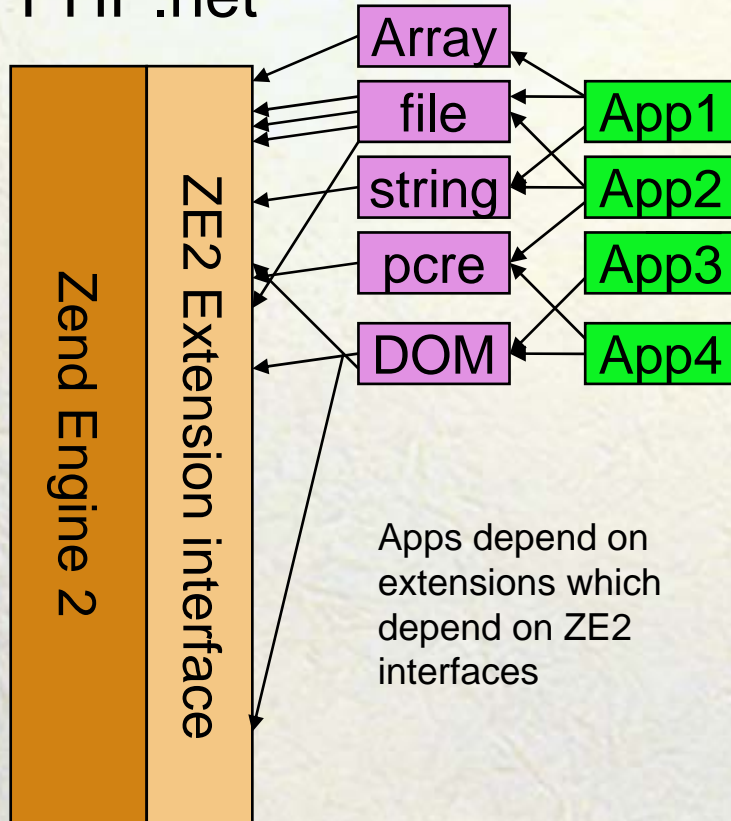 PHP.net
Array
file
string
pcre
DOM
App1
App2
App3
App4
Zend Engine 2
ZE2 Extension interface
Apps depend on
extensions which
depend on ZE2
interfaces